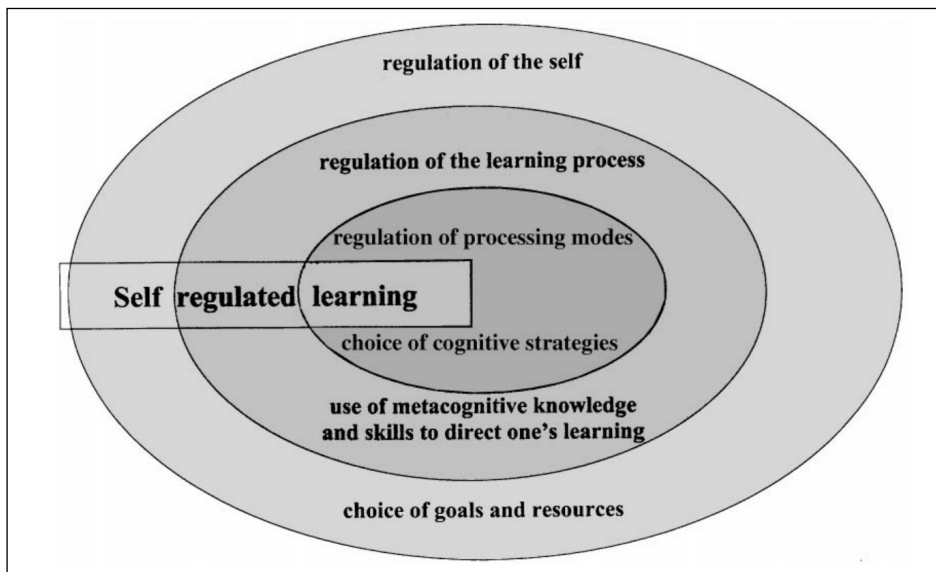 regulation of the self
regulation of the learning process
regulation of processing modes
Self regulated learning
choice of cognitive strategies
use of metacognitive knowledge
and skills to direct one's learning
choice of goals and resources